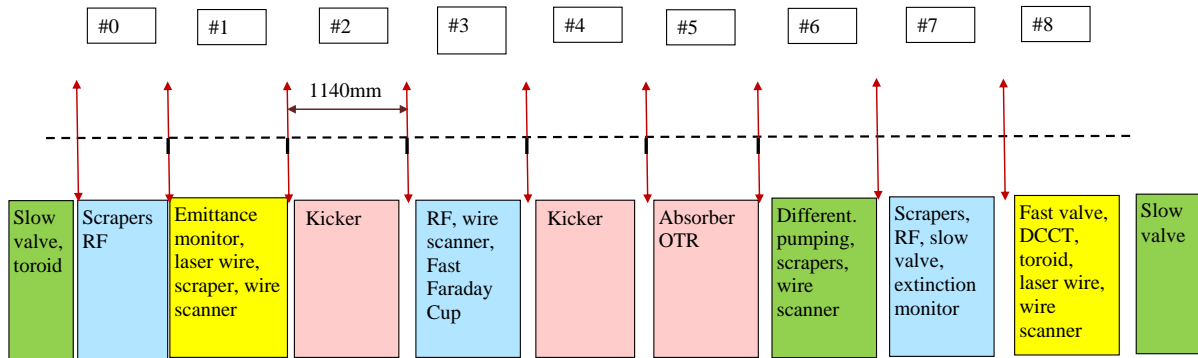 #0
#1
#2
#3
#4
#5
#6
#7
#8
1140mm
Slow
valve,
toroid
Scrapers
RF
Emittance
monitor,
laser wire,
scraper, wire
scanner
Kicker
RF, wire
scanner,
Fast
Faraday
Cup
Kicker
Absorber
OTR
Different.
pumping,
scrapers,
wire
scanner
Scrapers,
RF, slow
valve,
extinction
monitor
Fast valve,
DCCT,
toroid,
laser wire,
wire
scanner
Slow
valve